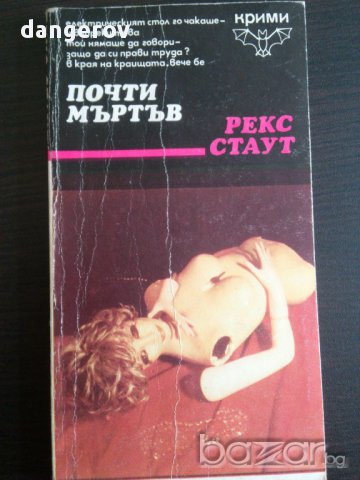 dangerov
електрическият стол го чакаше-
той нямаше да говори-
защо да си прави труда?
в края на краищата, вече бе
крими
ПОЧТИ
МЪРТЪВ
РЕКС
СТАУТ
bazar.bg